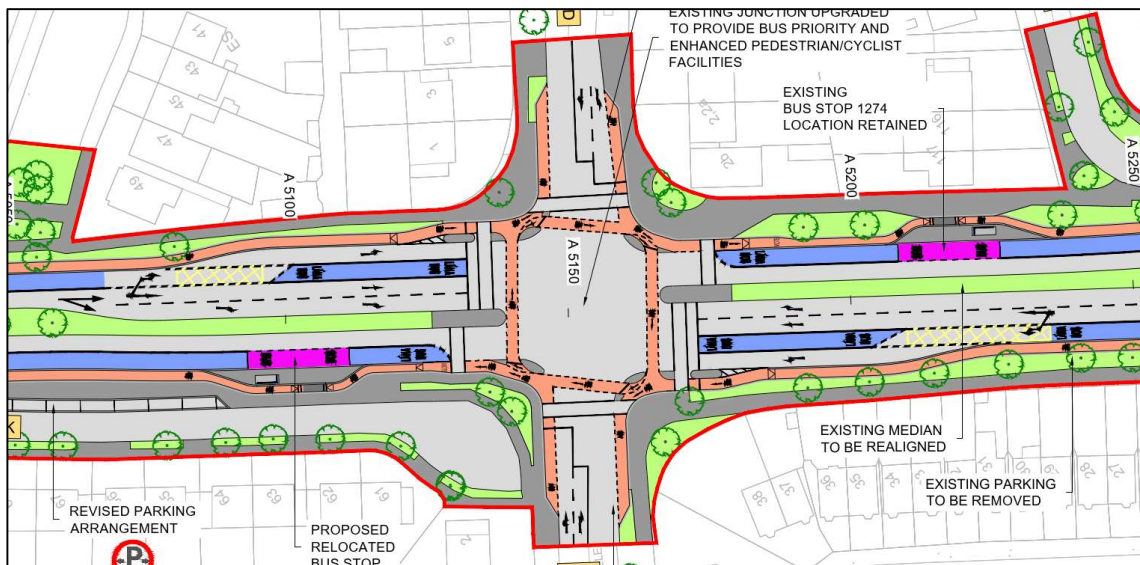 EXISTING JUNCTION UPGRADED
TO PROVIDE BUS PRIORITY AND
ENHANCED PEDESTRIAN/CYCLIST
FACILITIES
EXISTING
BUS STOP 1274
LOCATION RETAINED
D
41
43
45
47
49
5
3
1
2b
A 5100
A 5150
A 5200
A 5250
EXISTING MEDIAN
TO BE REALIGNED
EXISTING PARKING
TO BE REMOVED
REVISED PARKING
ARRANGEMENT
P
PROPOSED
RELOCATED
BUS STOP
K
67
66
65
64
63
62
61
2
38
37
36
35
34
33
32
31
30
29
28
27